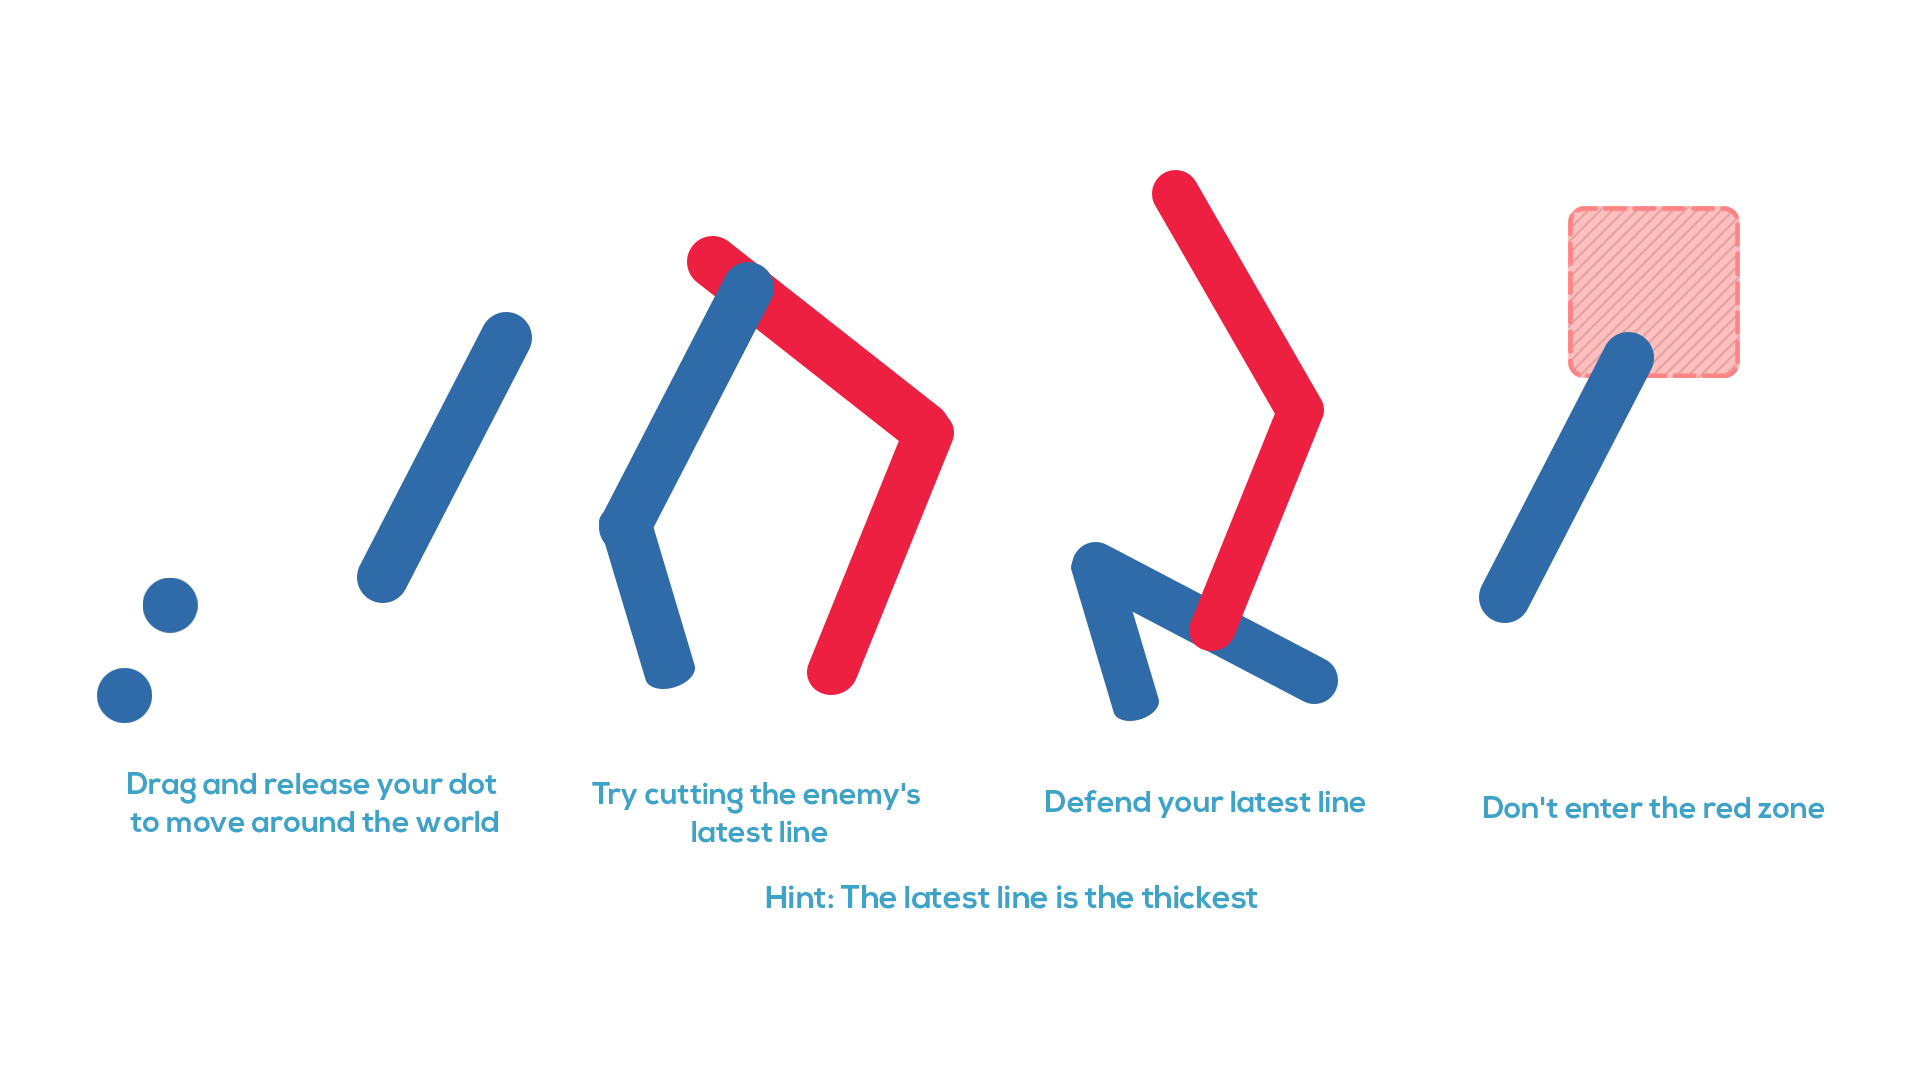 Drag and release your dot
to move around the world
Try cutting the enemy's
latest line
Defend your latest line
Don't enter the red zone
Hint: The latest line is the thickest